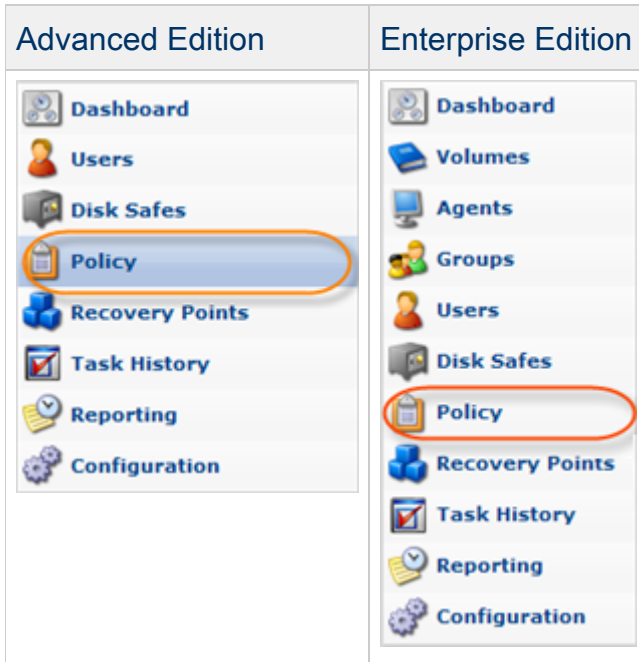 Advanced Edition
Enterprise Edition
Dashboard
Users
Disk Safes
Policy
Recovery Points
Task History
Reporting
Configuration
Dashboard
Volumes
Agents
Groups
Users
Disk Safes
Policy
Recovery Points
Task History
Reporting
Configuration